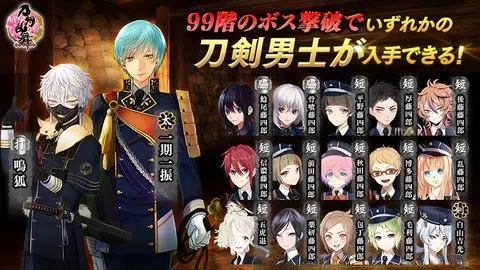 刀剣乱舞
99階のボス撃破でいずれかの
刀剣男士が入手できる!
打 鳴狐
太 一期一振
脇 鯰尾藤四郎
脇 骨喰藤四郎
短 平野藤四郎
短 厚藤四郎
短 後藤藤四郎
短 信濃藤四郎
短 前田藤四郎
短 秋田藤四郎
短 博多藤四郎
短 乱藤四郎
短 五虎退
短 薬研藤四郎
短 包丁藤四郎
短 毛利藤四郎
剣 白山吉光